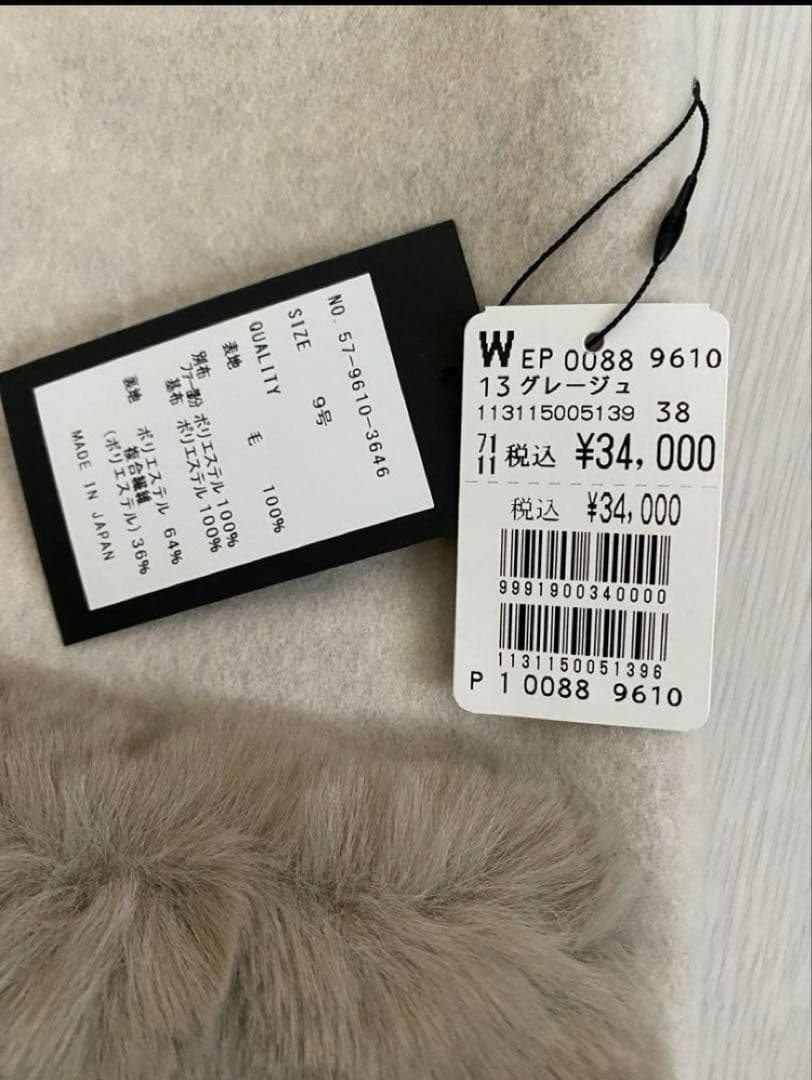 NO. 57-9610-3646
SIZE 9号
QUALITY
表地 毛 100%
別布
ファー部分 ポリエステル 100%
基布 ポリエステル 100%
裏地 ポリエステル 64%
複合繊維
(ポリエステル) 36%
MADE IN JAPAN
W EP 0088 9610
13 グレージュ
113115005139 38
71
11 税込 ¥34,000
税込 ¥34,000
9991900340000
1131150051396
P 1 0088 9610